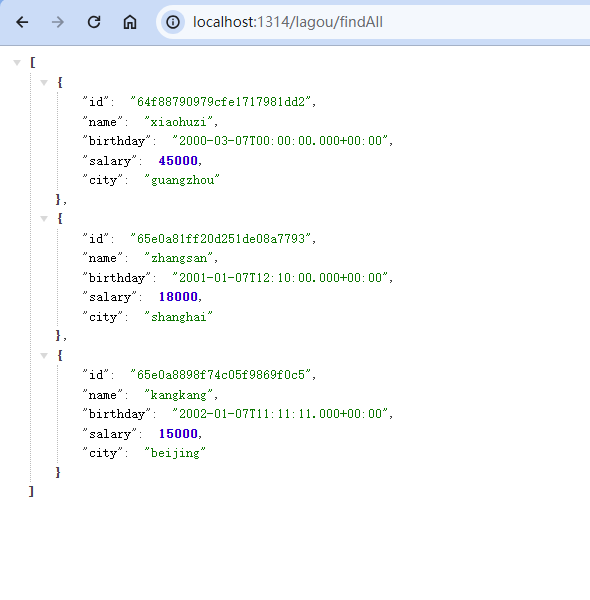 localhost:1314/lagou/findAll
[
{
"id": "64f88790979cfe1717981dd2",
"name": "xiaohuzi",
"birthday": "2000-03-07T00:00:00.000+00:00",
"salary": 45000,
"city": "guangzhou"
},
{
"id": "65e0a81ff20d251de08a7793",
"name": "zhangsan",
"birthday": "2001-01-07T12:10:00.000+00:00",
"salary": 18000,
"city": "shanghai"
},
{
"id": "65e0a8898f74c05f9869f0c5",
"name": "kangkang",
"birthday": "2002-01-07T11:11:11.000+00:00",
"salary": 15000,
"city": "beijing"
}
]